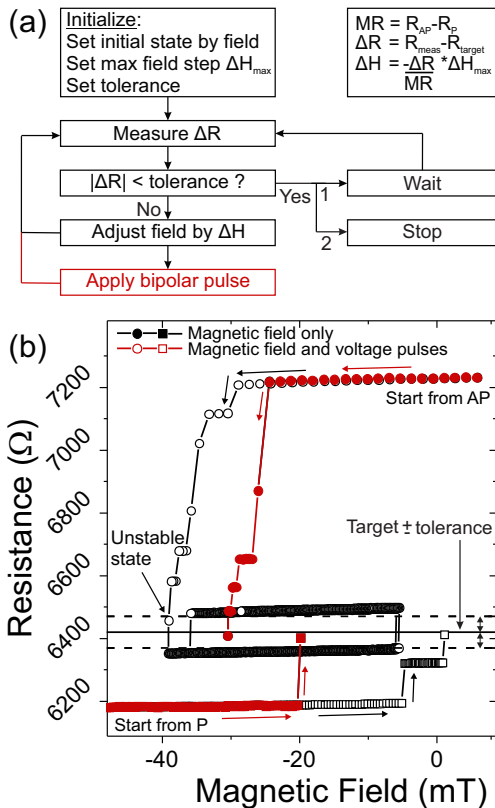 (a)
Initialize:
Set initial state by field
Set max field step ΔHmax
Set tolerance
MR = RAP-RP
ΔR = Rmeas-Rtarget
ΔH = -ΔR *ΔHmax
MR
Measure ΔR
|ΔR| < tolerance ?
Yes
1
Wait
No
Adjust field by ΔH
2
Stop
Apply bipolar pulse
(b)
Magnetic field only
Magnetic field and voltage pulses
Start from AP
Unstable
state
Target ± tolerance
Start from P
7200
7000
6800
6600
6400
6200
Resistance (Ω)
-40
-20
0
Magnetic Field (mT)